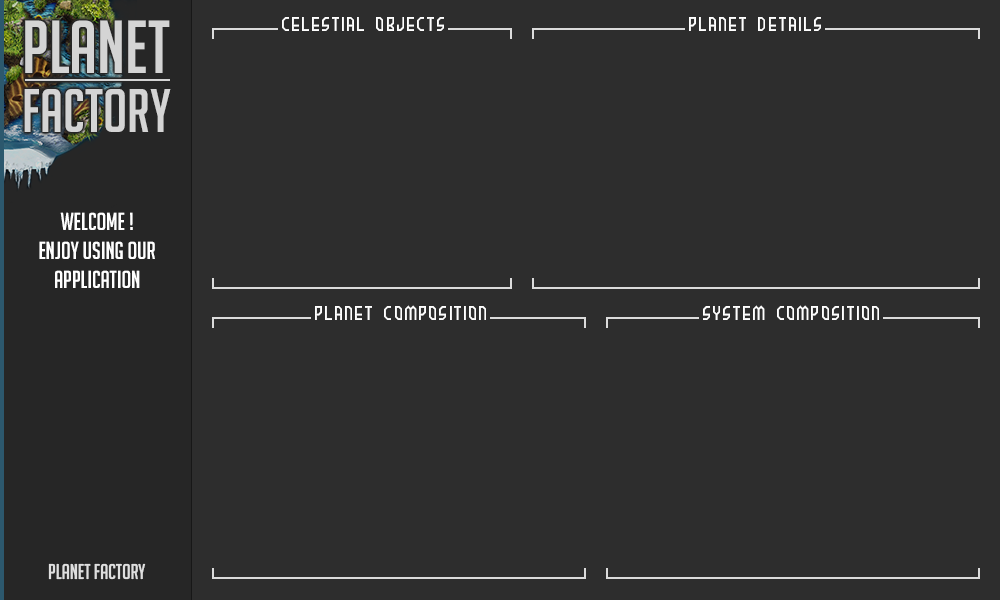 PLANET
FACTORY
WELCOME !
ENJOY USING OUR
APPLICATION
PLANET FACTORY
CELESTIAL OBJECTS
PLANET DETAILS
PLANET COMPOSITION
SYSTEM COMPOSITION